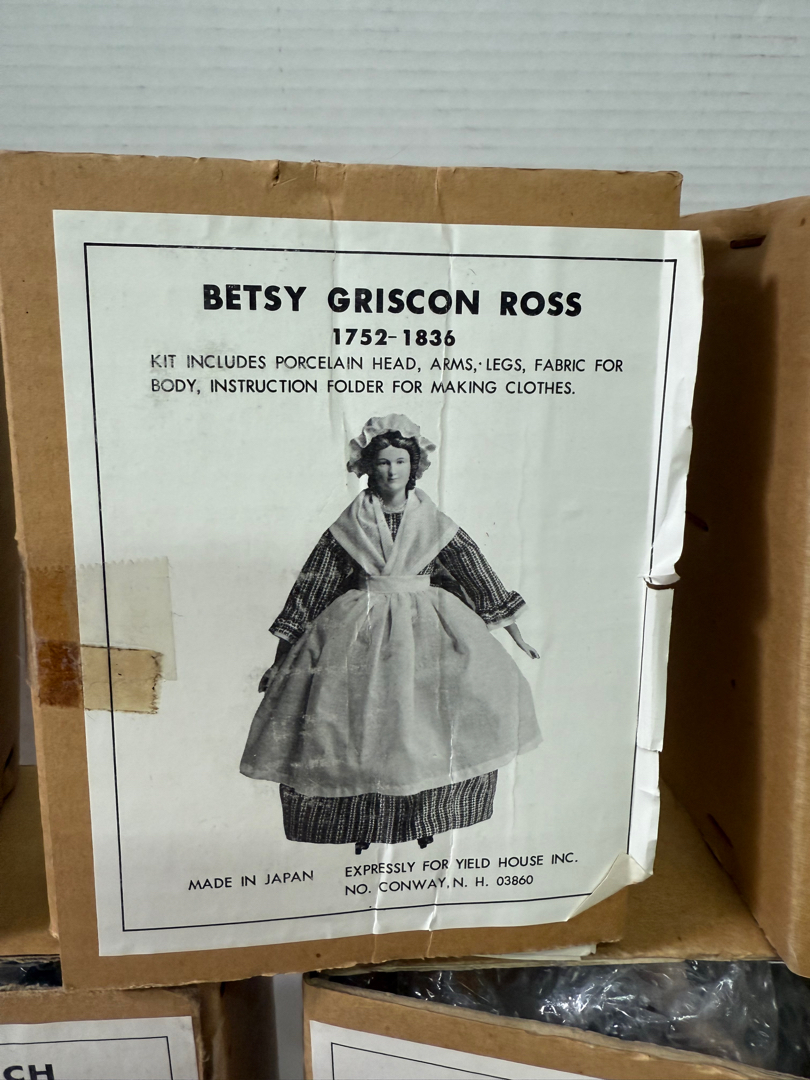 BETSY GRISCON ROSS
1752-1836
KIT INCLUDES PORCELAIN HEAD, ARMS, LEGS, FABRIC FOR
BODY, INSTRUCTION FOLDER FOR MAKING CLOTHES.
MADE IN JAPAN
EXPRESSLY FOR YIELD HOUSE INC.
NO. CONWAY, N. H. 03860
CH